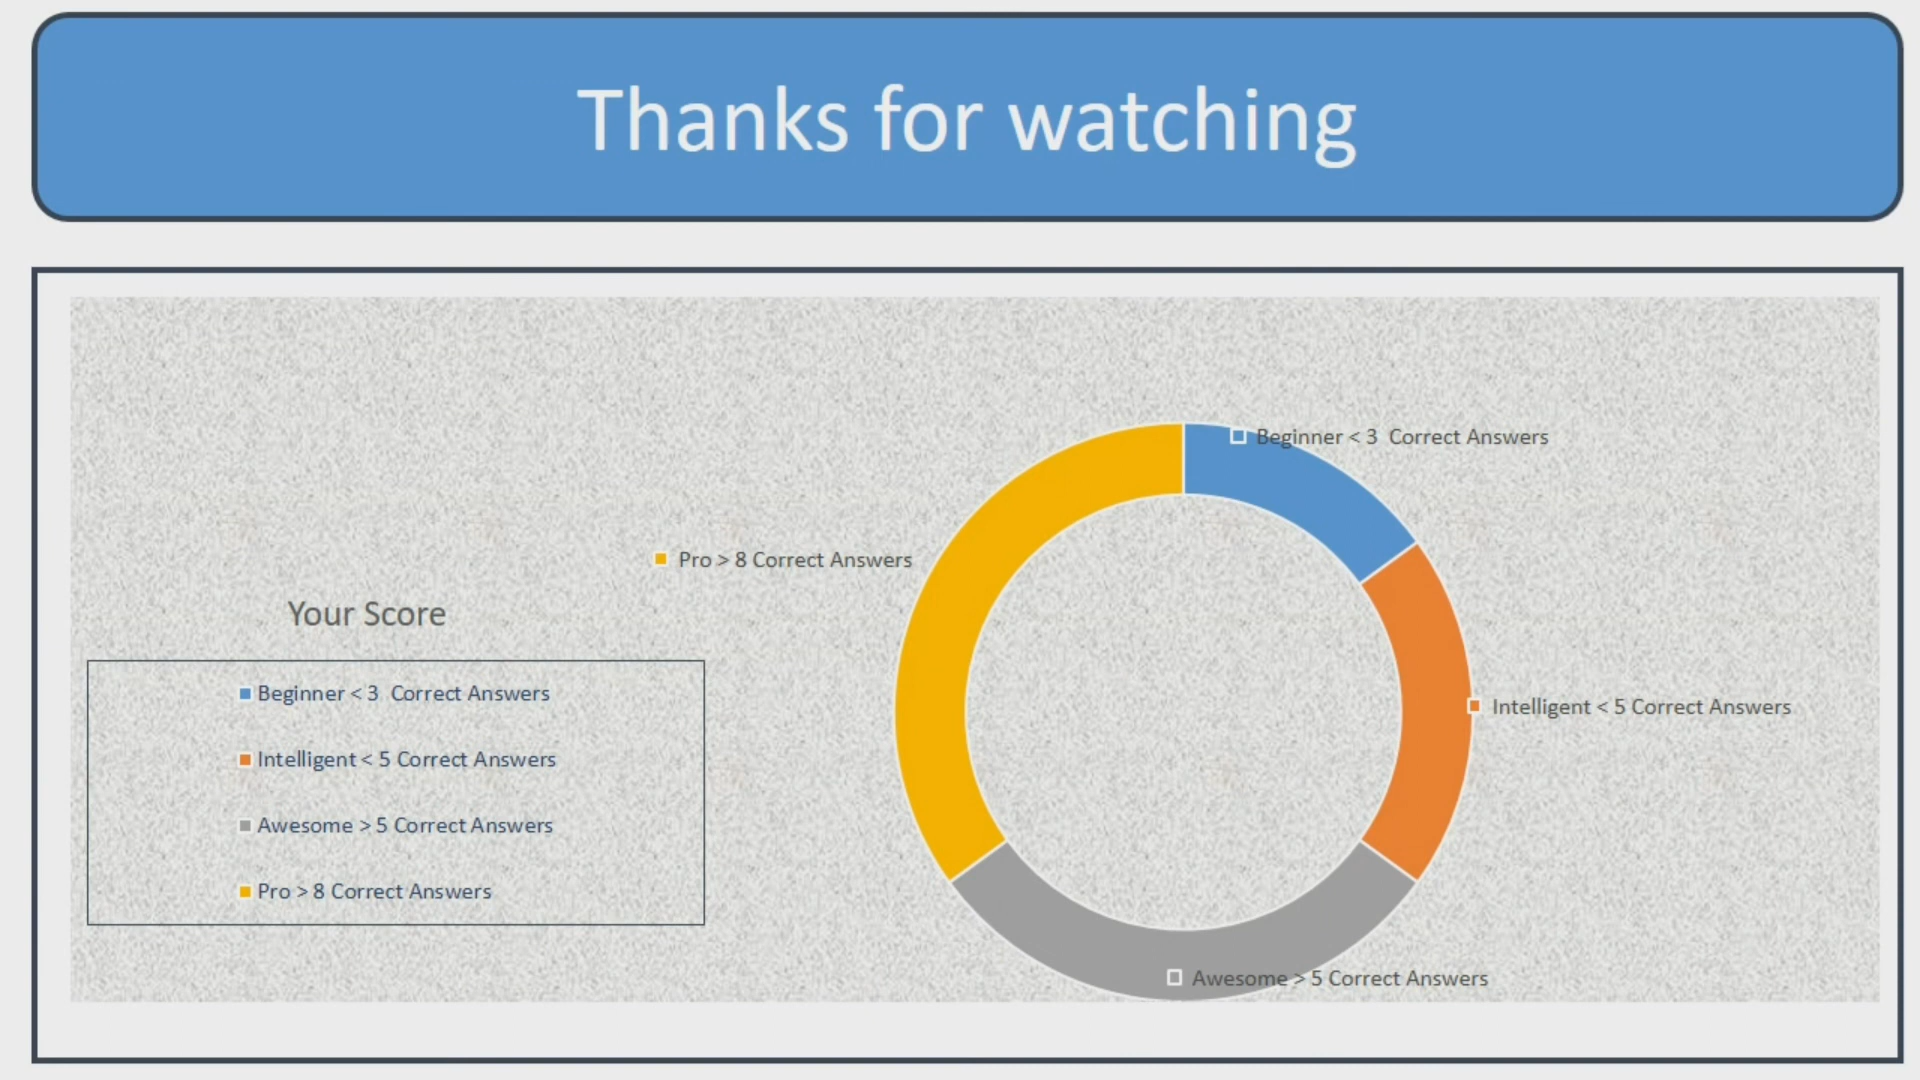 Thanks for watching
Beginner < 3  Correct Answers
Pro > 8 Correct Answers
Your Score
Beginner < 3  Correct Answers
Intelligent < 5 Correct Answers
Intelligent < 5 Correct Answers
Awesome > 5 Correct Answers
Pro > 8 Correct Answers
Awesome > 5 Correct Answers